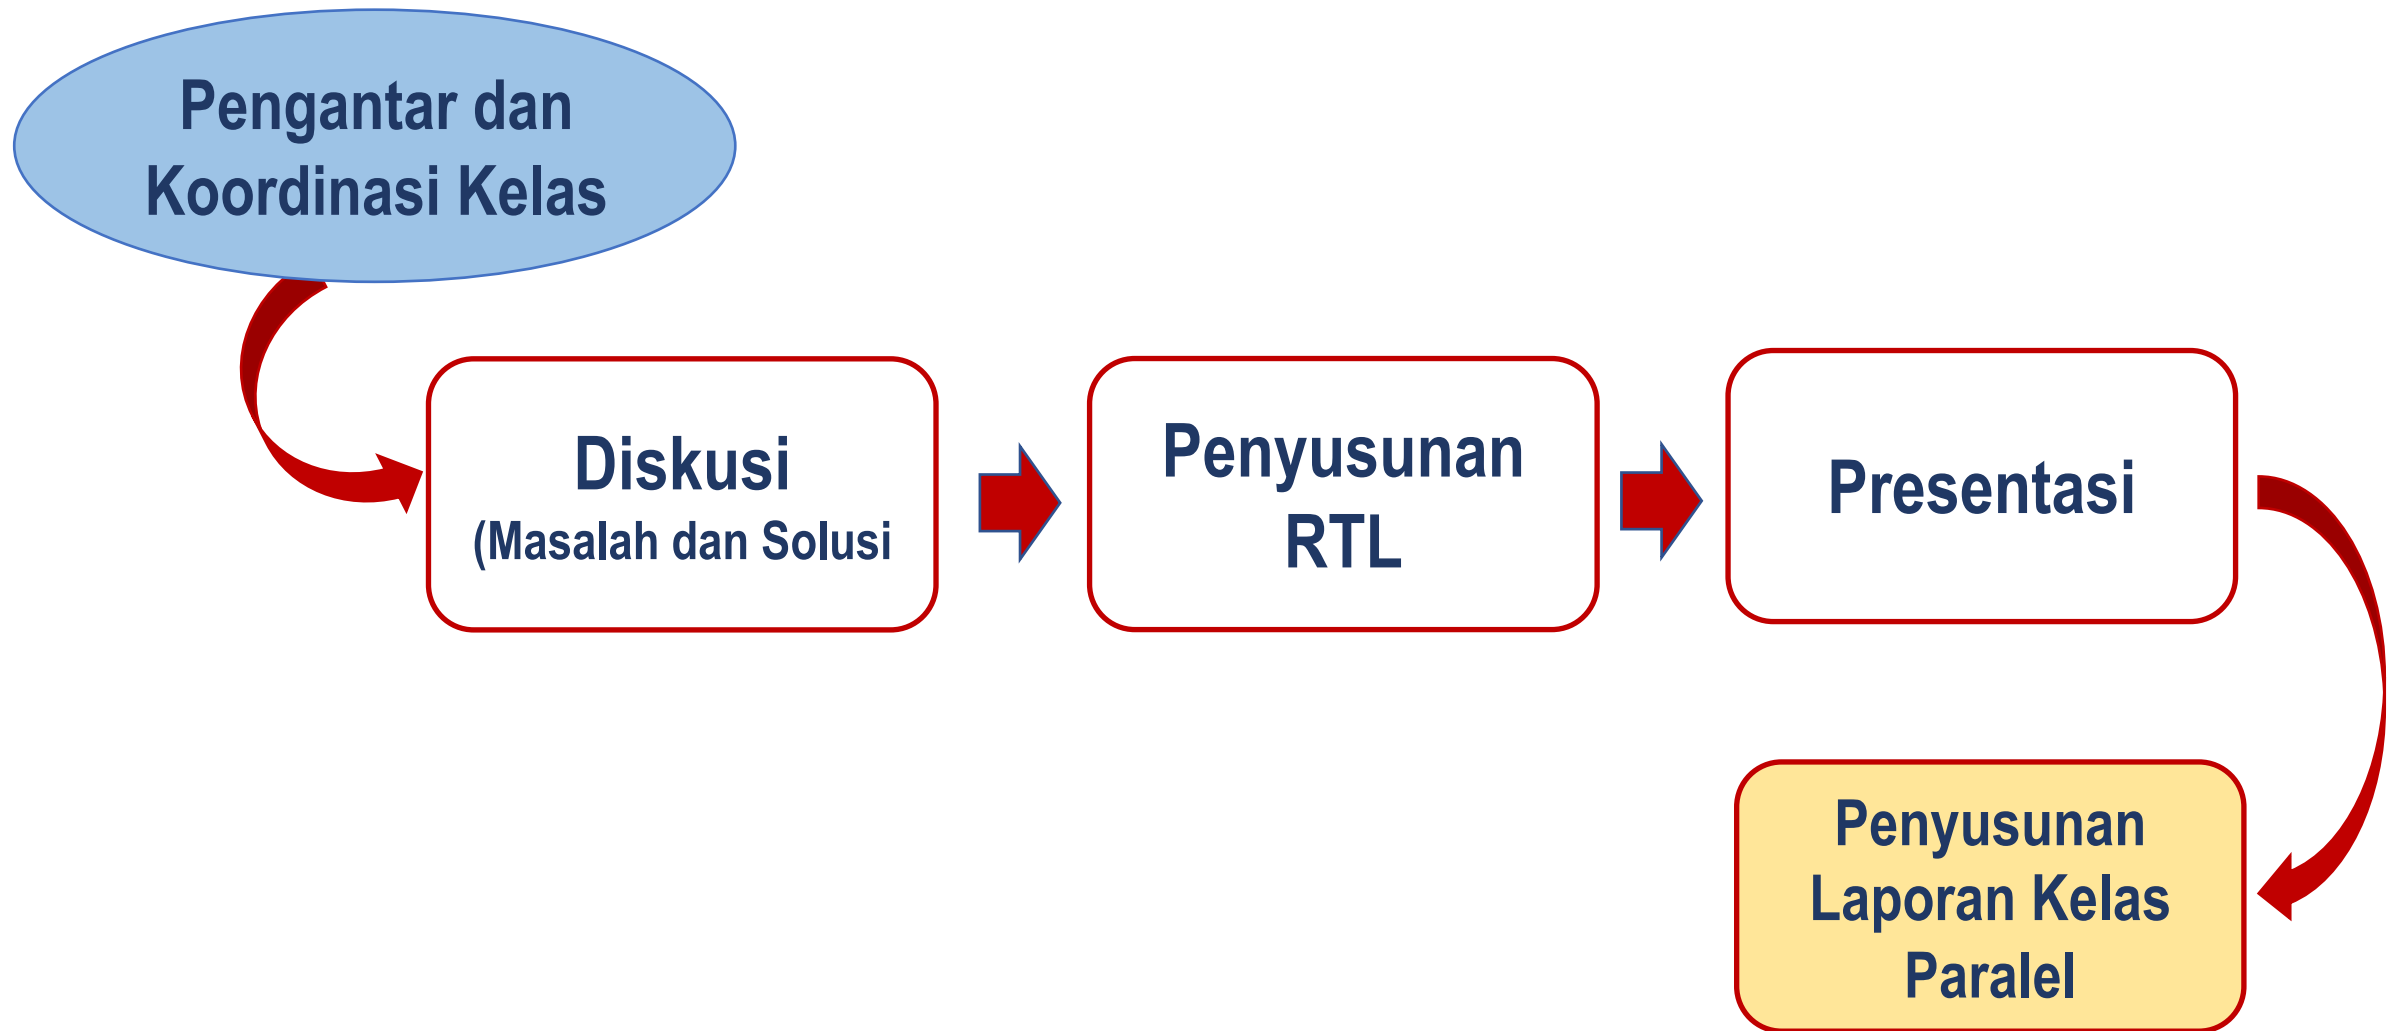 Pengantar dan
Koordinasi Kelas
Diskusi
(Masalah dan Solusi
Penyusunan
RTL
Presentasi
Penyusunan
Laporan Kelas
Paralel